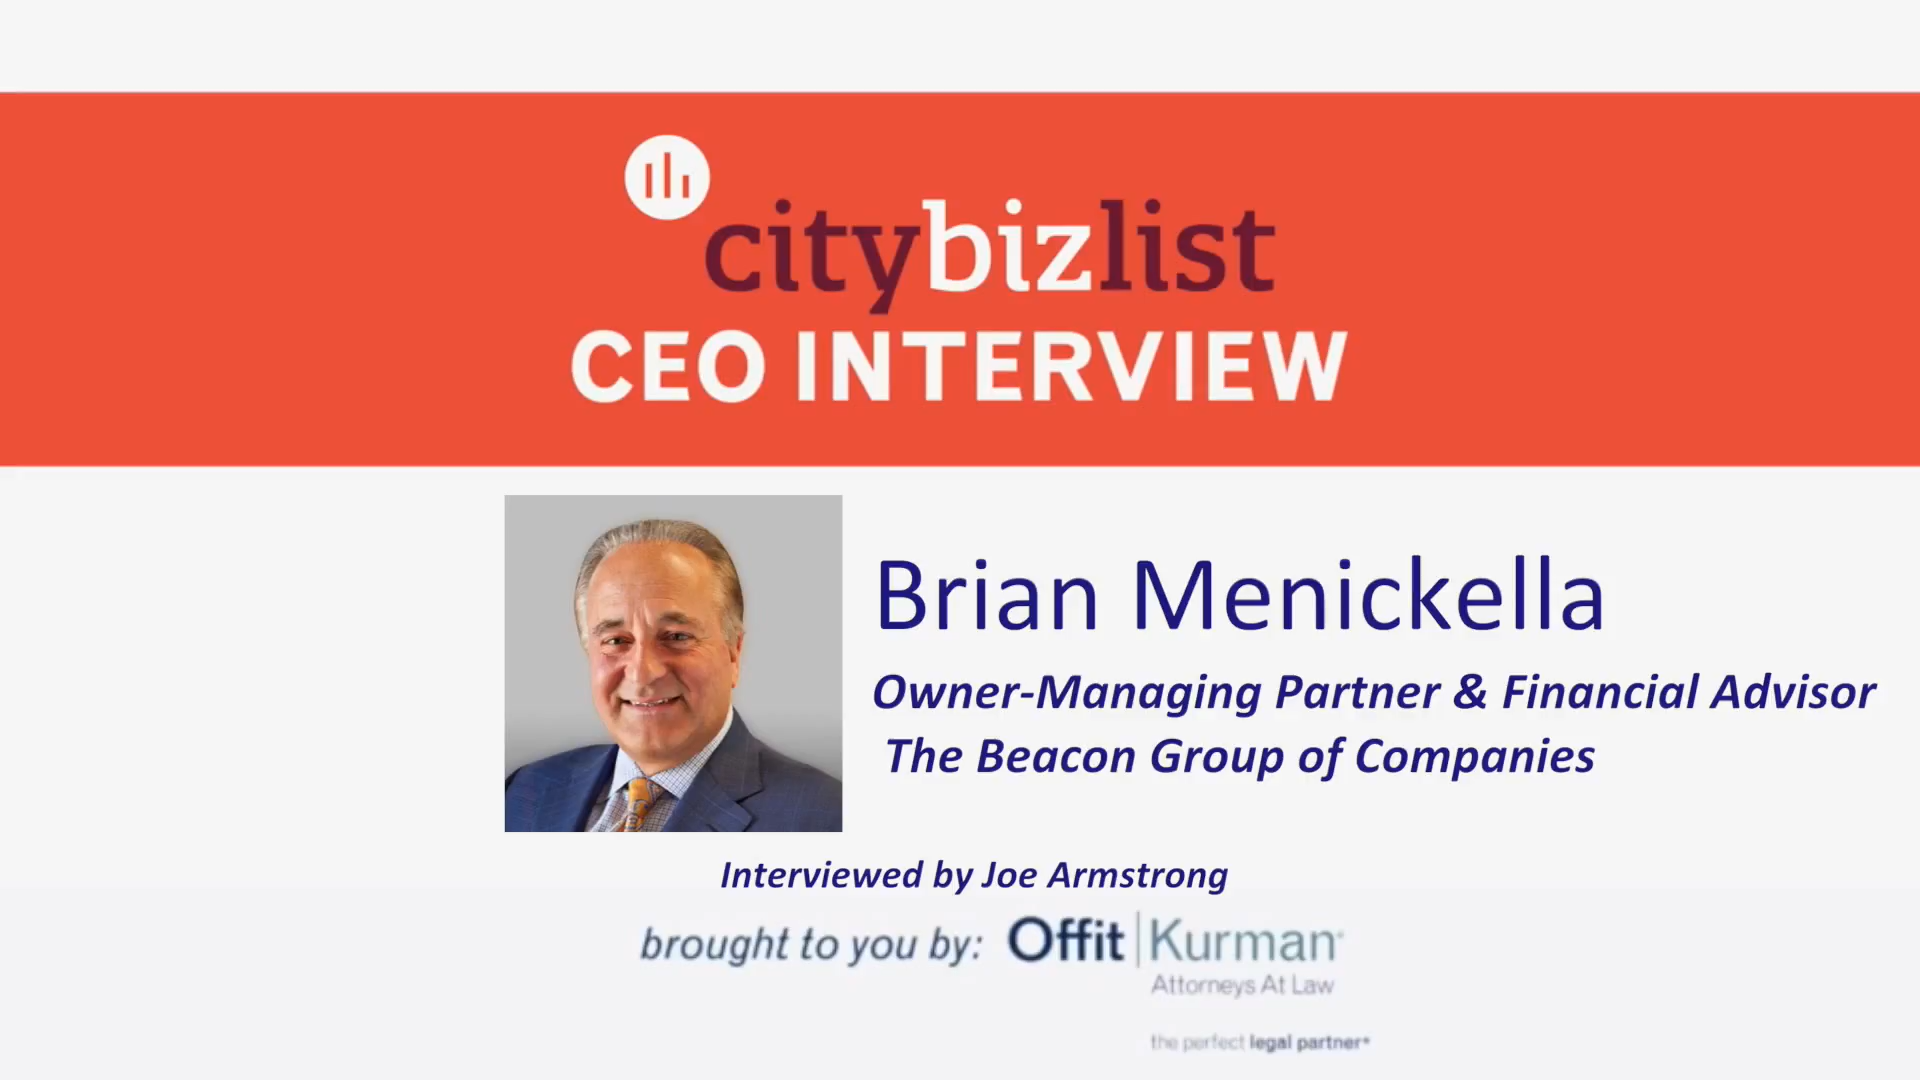 citybizlist
CEO INTERVIEW
Brian Menickella
Owner-Managing Partner & Financial Advisor
The Beacon Group of Companies
Interviewed by Joe Armstrong
brought to you by: Offit | Kurman
Attorneys At Law
the perfect legal partner